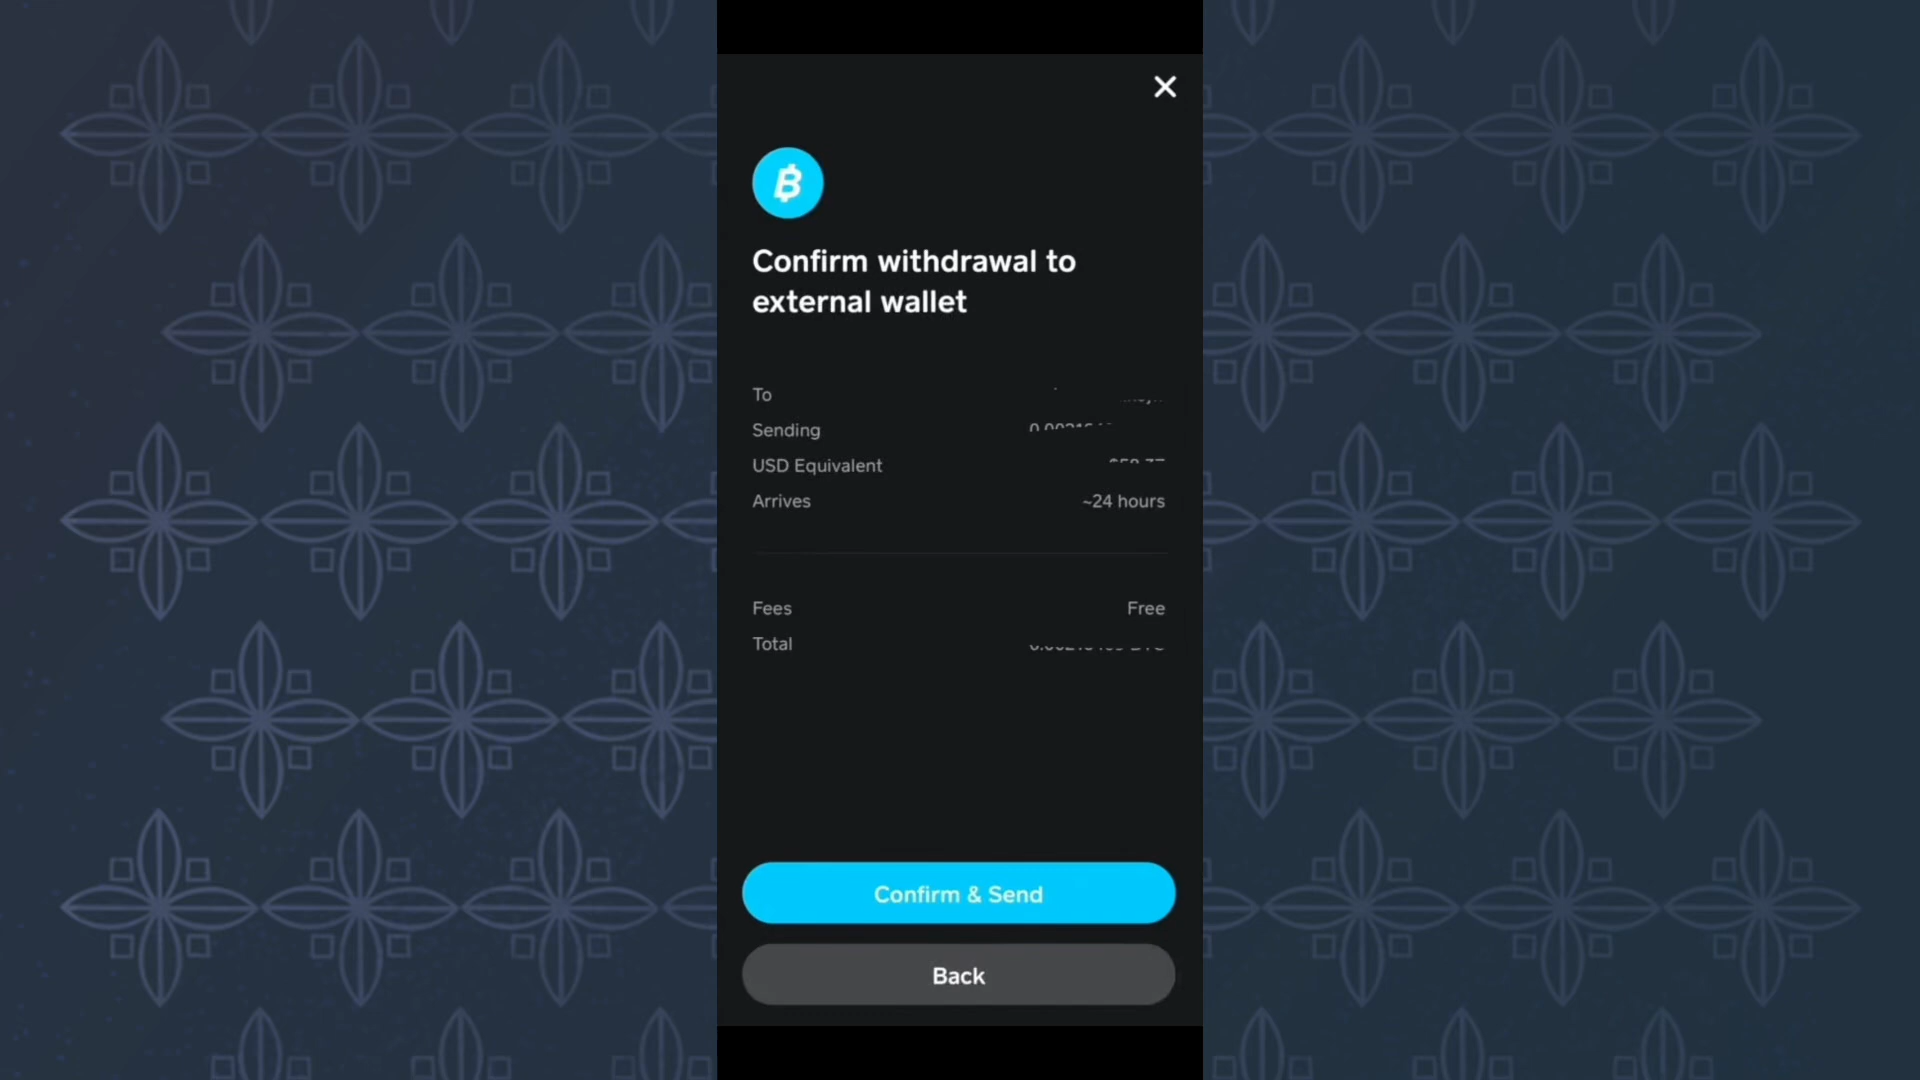 Confirm withdrawal to
external wallet
To
Sending
USD Equivalent
Arrives ~24 hours
Fees Free
Total
Confirm & Send
Back